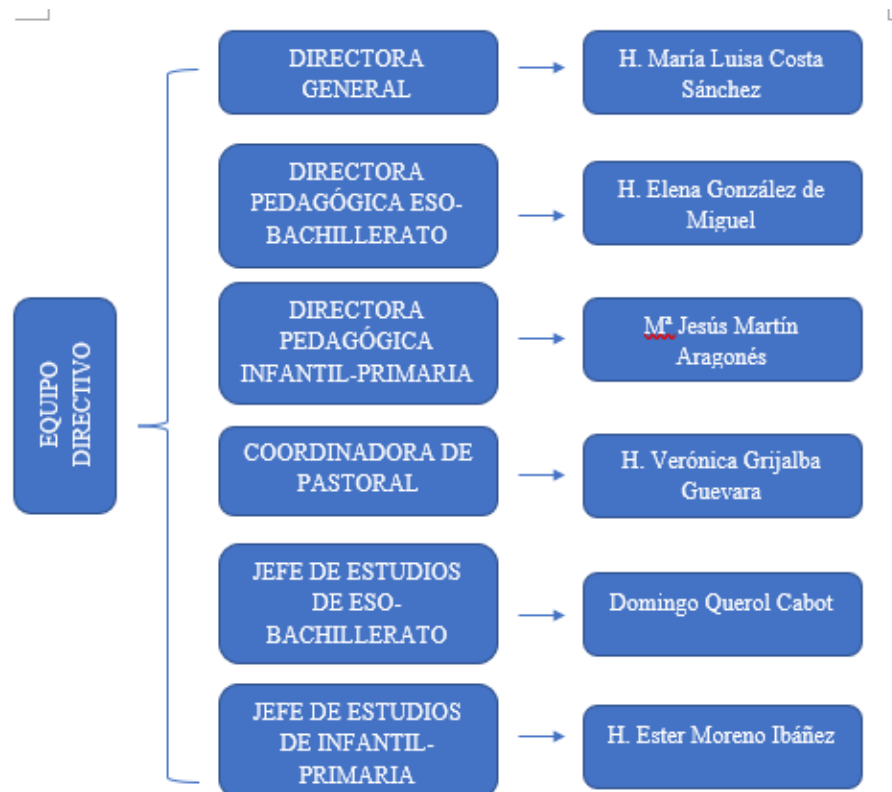 DIRECTORA
GENERAL
H. María Luisa Costa
Sánchez
DIRECTORA
PEDAGÓGICA ESO-
BACHILLERATO
H. Elena González de
Miguel
DIRECTORA
PEDAGÓGICA
INFANTIL-PRIMARIA
Mª Jesús Martín
Aragonés
EQUIPO
DIRECTIVO
COORDINADORA DE
PASTORAL
H. Verónica Grijalba
Guevara
JEFE DE ESTUDIOS
DE ESO-
BACHILLERATO
Domingo Querol Cabot
JEFE DE ESTUDIOS
DE INFANTIL-
PRIMARIA
H. Ester Moreno Ibáñez